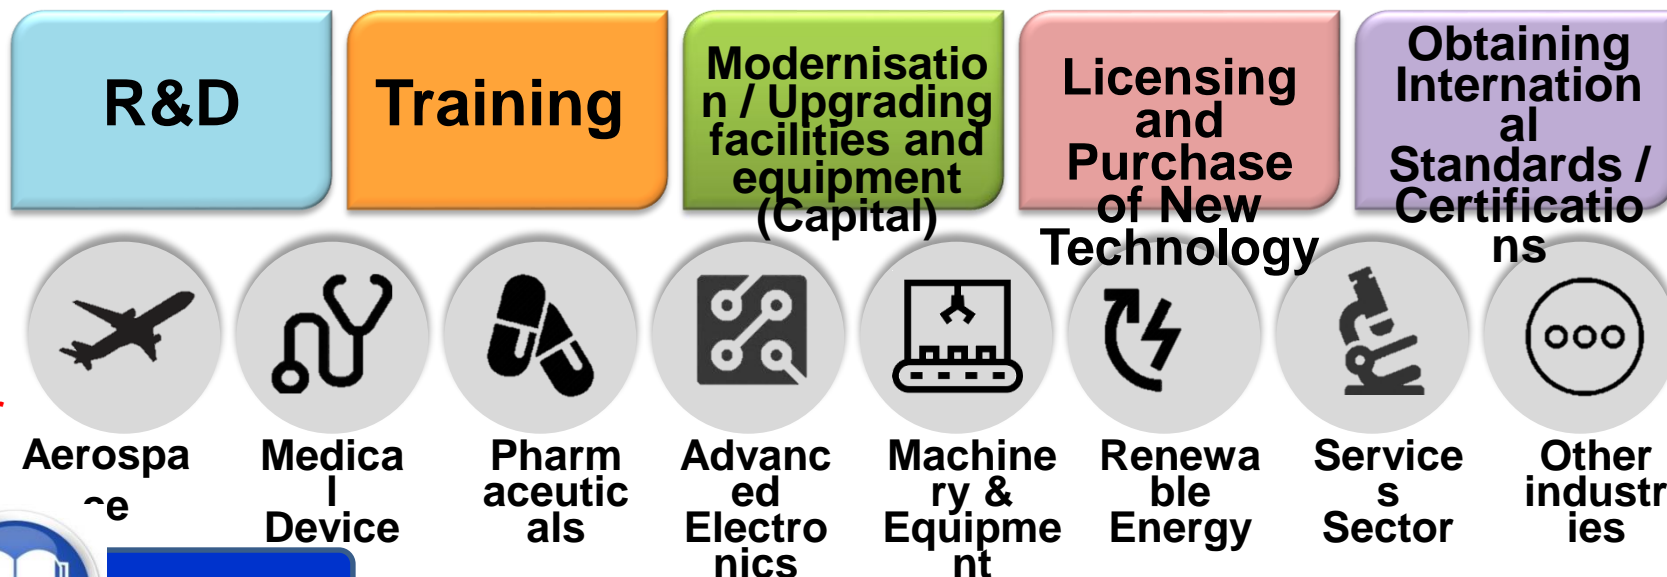 R&D
Training
Modernisatio
n / Upgrading
facilities and
equipment
(Capital)
Licensing
and
Purchase
of New
Technology
Obtaining
Internation
al
Standards /
Certificatio
ns
Aerospa
ce
Medica
l
Device
Pharm
aceutic
als
Advanc
ed
Electro
nics
Machine
ry &
Equipme
nt
Renewa
ble
Energy
Service
s
Sector
Other
industr
ies